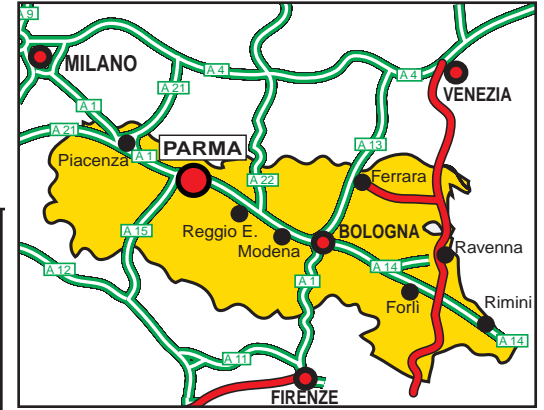 A 9
MILANO
A 4
A 4
VENEZIA
A 1
A 21
A 21
A 13
Piacenza
A 1
PARMA
A 22
Ferrara
A 15
Reggio E.
Modena
BOLOGNA
Ravenna
A 12
A 14
A 1
Forlì
Rimini
A 14
A 11
FIRENZE